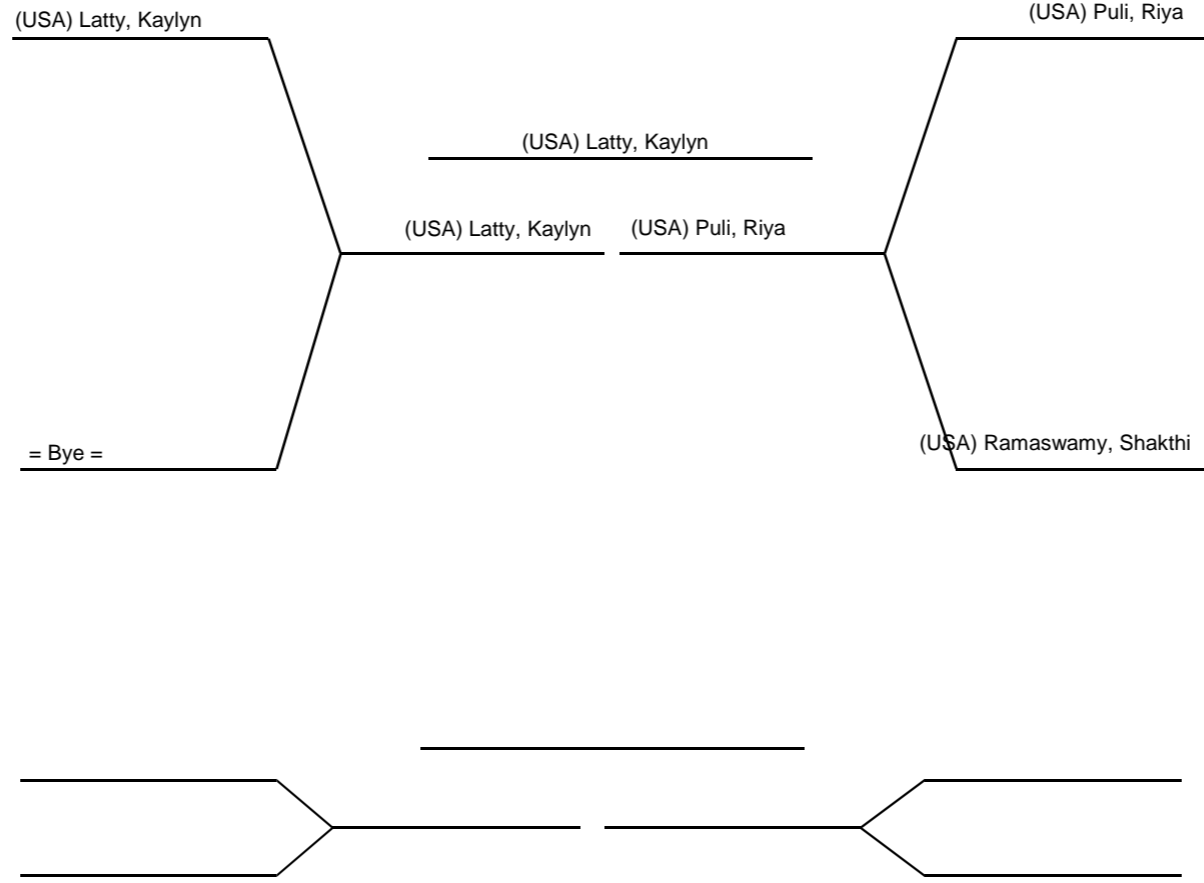 (USA) Latty, Kaylyn
(USA) Puli, Riya
(USA) Latty, Kaylyn
(USA) Latty, Kaylyn
(USA) Puli, Riya
= Bye =
(USA) Ramaswamy, Shakthi